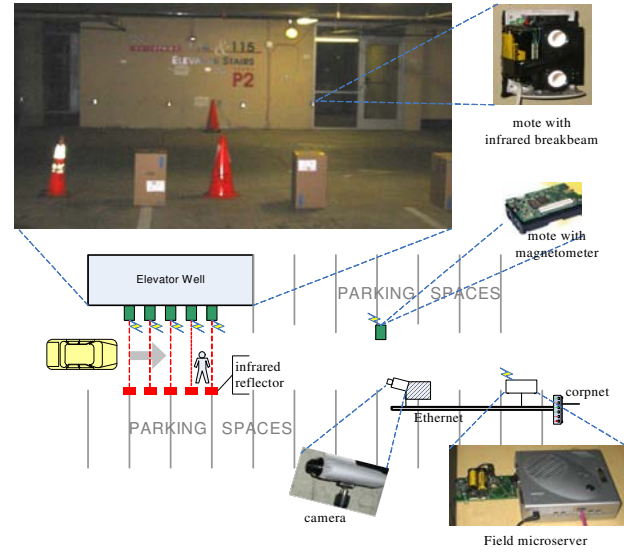 & 115
ELEVATOR STAIRS
P2
mote with
infrared breakbeam
mote with
magnetometer
Elevator Well
PARKING SPACES
infrared
reflector
PARKING SPACES
Ethernet
corpnet
camera
Field microserver